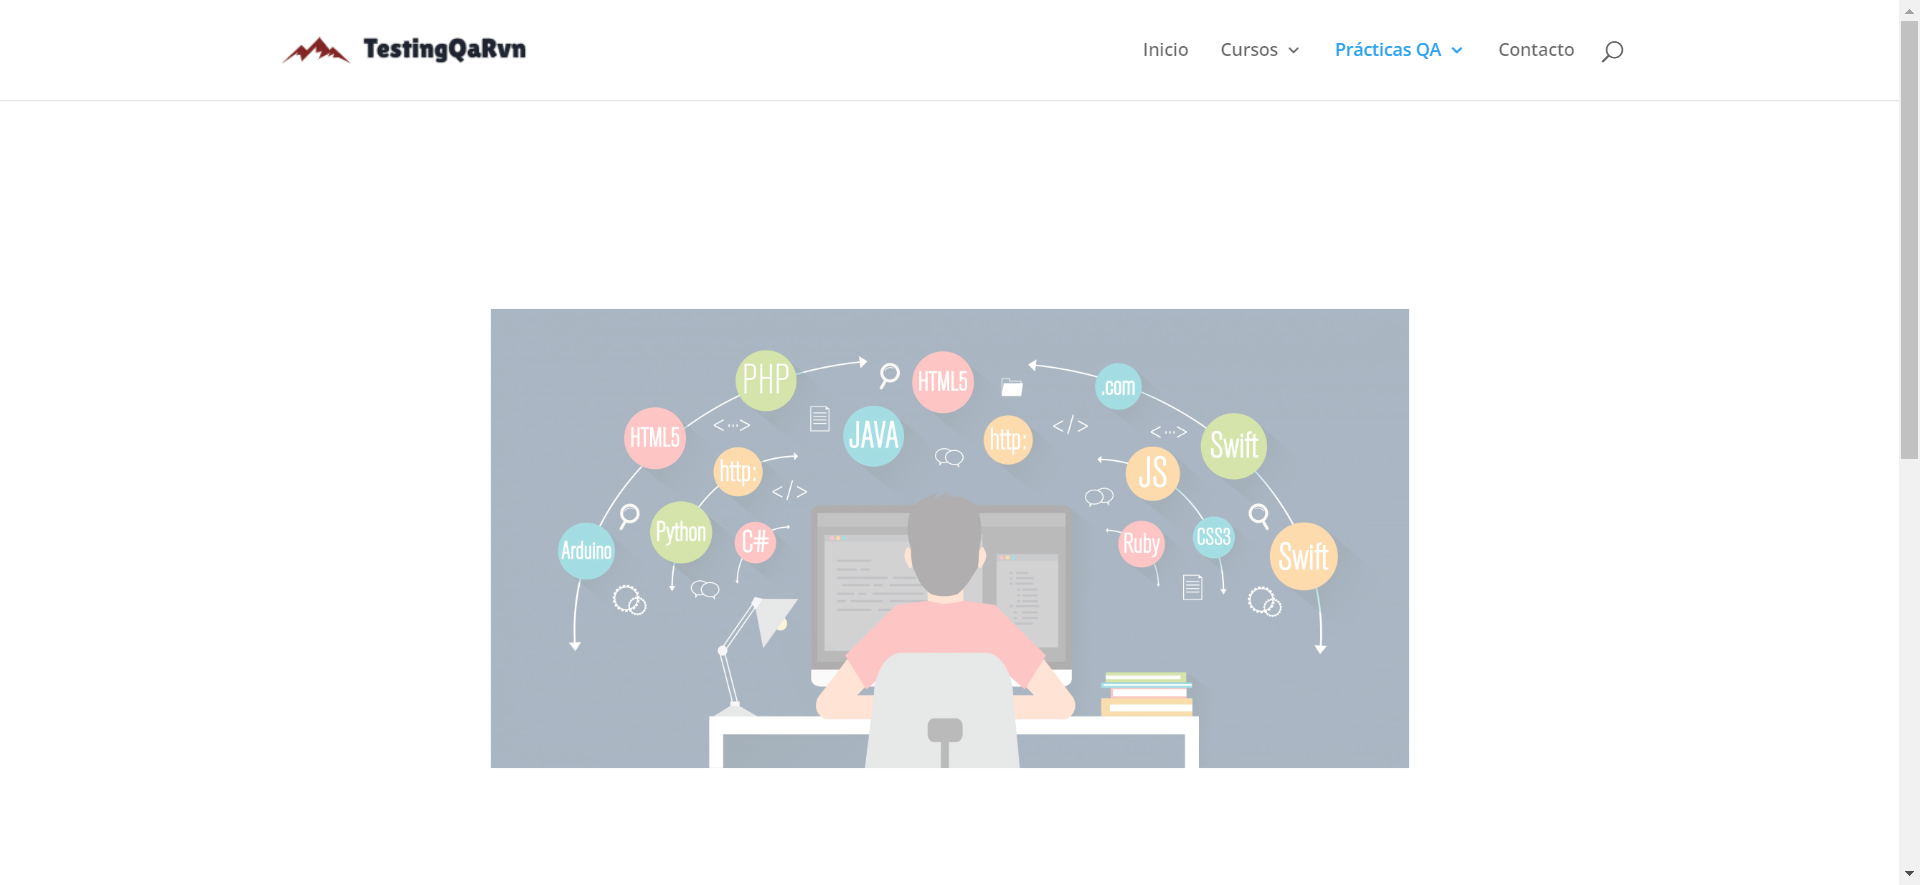 TestingQaRvn
Inicio Cursos Prácticas QA Contacto
PHP
HTML5
.com
HTML5
JAVA
http:
Swift
http:
JS
Arduino
Python
C#
Ruby
CSS3
Swift